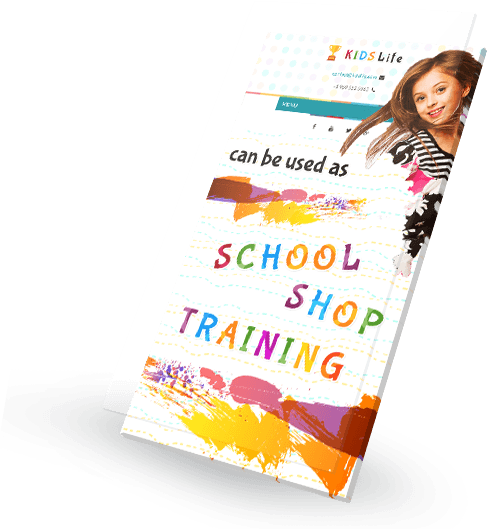 KIDS Life
MENU
can be used as
SCHOOL
SHOP
TRAINING